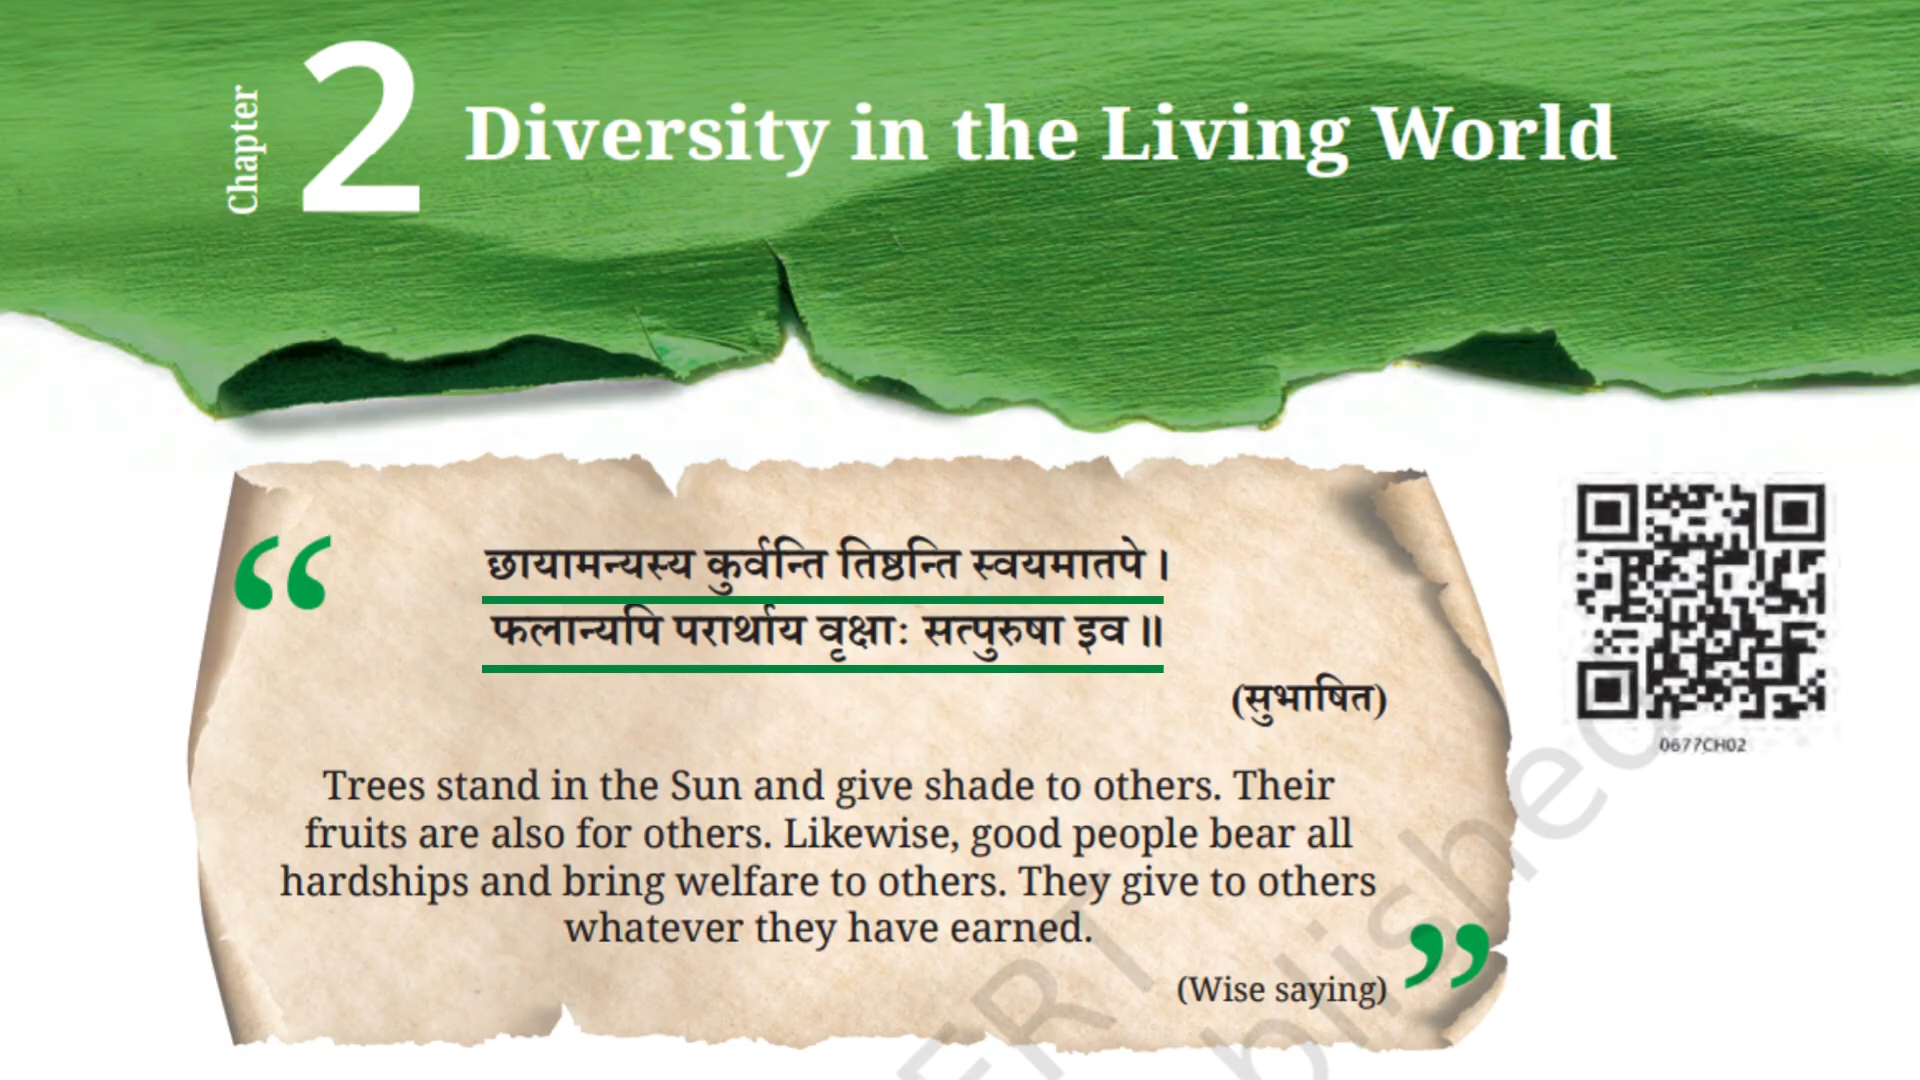 Chapter
2
Diversity in the Living World
“
छायामन्यस्य कुर्वन्ति तिष्ठन्ति स्वयमातपे।
फलान्यपि परार्थाय वृक्षाः सत्पुरुषा इव॥
(सुभाषित)
0677CH02
Trees stand in the Sun and give shade to others. Their
fruits are also for others. Likewise, good people bear all
hardships and bring welfare to others. They give to others
whatever they have earned.
”
(Wise saying)